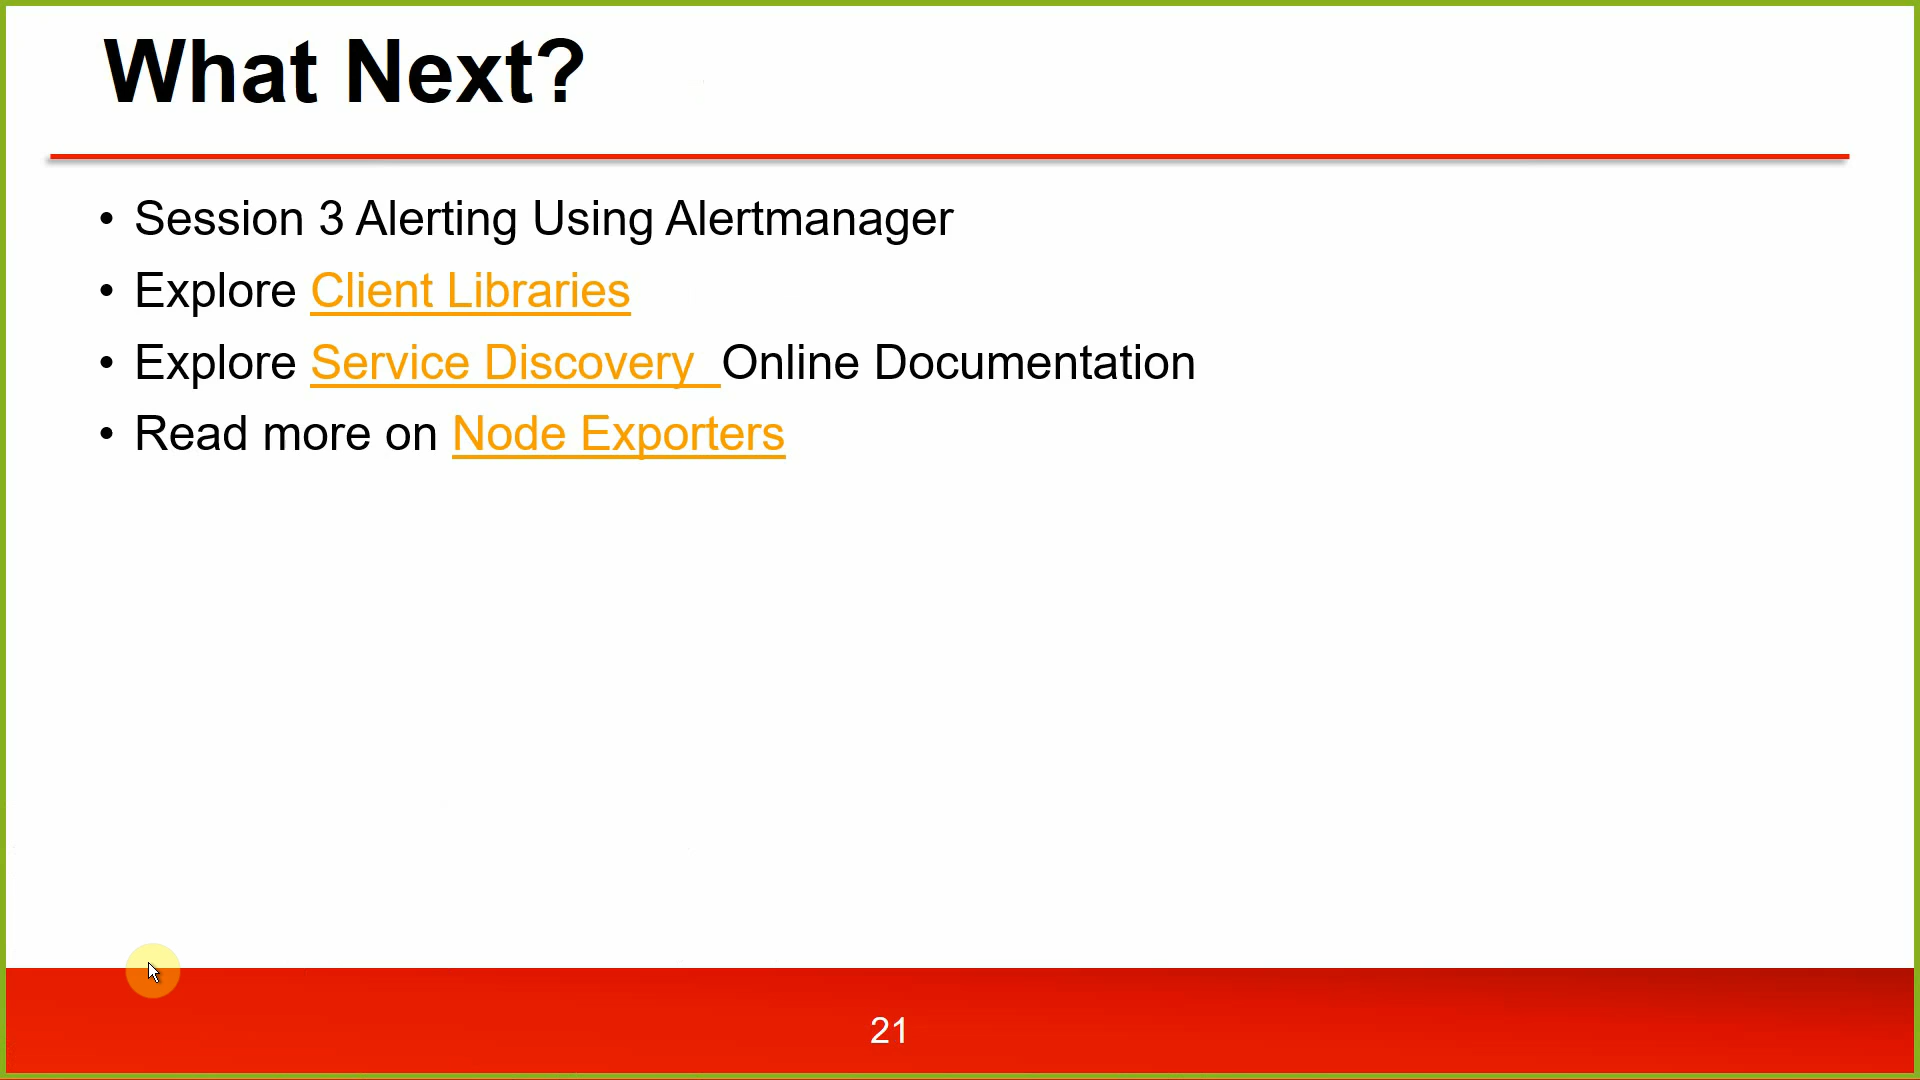 What Next?
• Session 3 Alerting Using Alertmanager
• Explore Client Libraries
• Explore Service Discovery Online Documentation
• Read more on Node Exporters
21